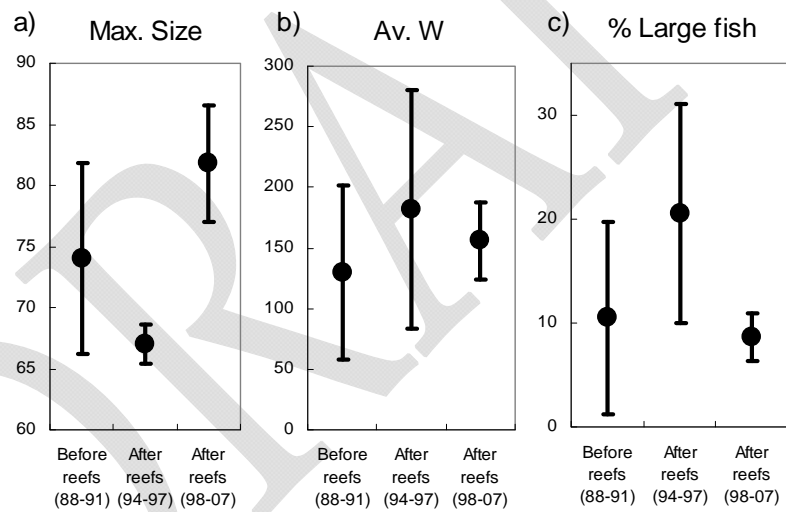 a) Max. Size
90
85
80
75
70
65
60
Before reefs (88-91)
After reefs (94-97)
After reefs (98-07)
b) Av. W
300
250
200
150
100
50
0
Before reefs (88-91)
After reefs (94-97)
After reefs (98-07)
c) % Large fish
30
20
10
0
Before reefs (88-91)
After reefs (94-97)
After reefs (98-07)